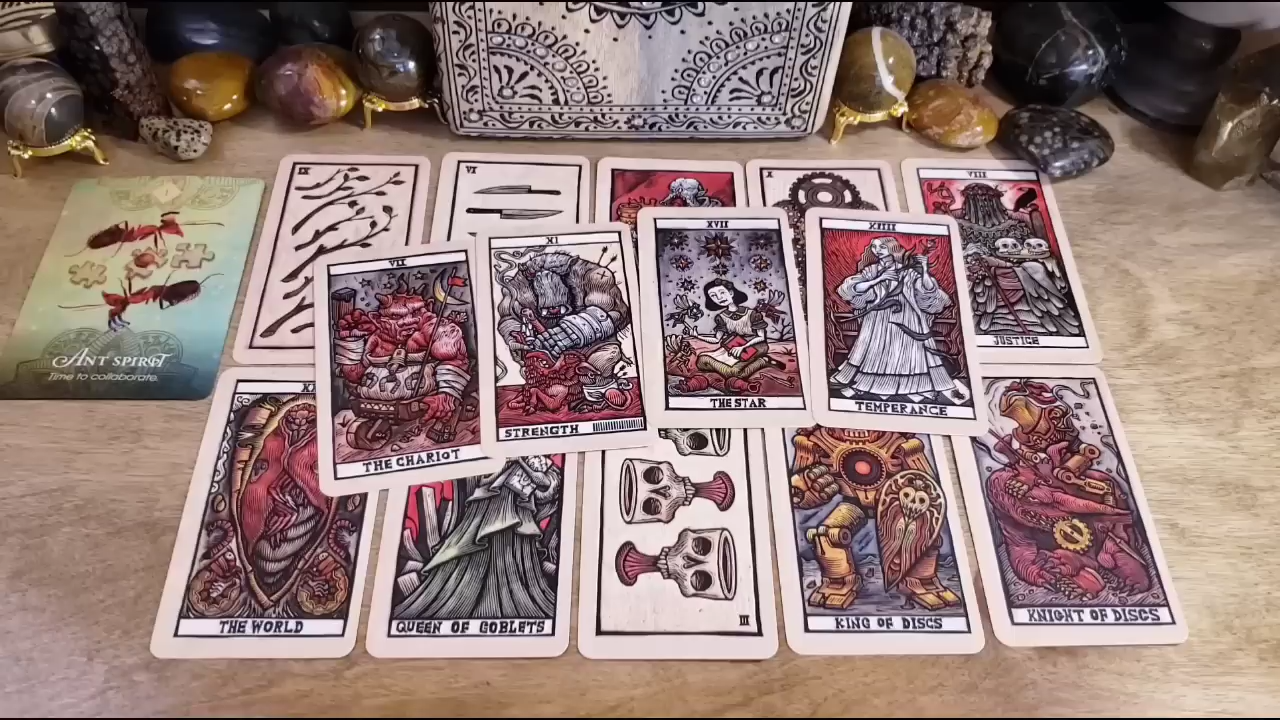 IX
VI
X
VIII
JUSTICE
ANT SPIRIT
Time to collaborate.
VII
THE CHARIOT
XI
STRENGTH
XVII
THE STAR
XIIII
TEMPERANCE
THE WORLD
QUEEN OF GOBLETS
III
KING OF DISCS
KNIGHT OF DISCS